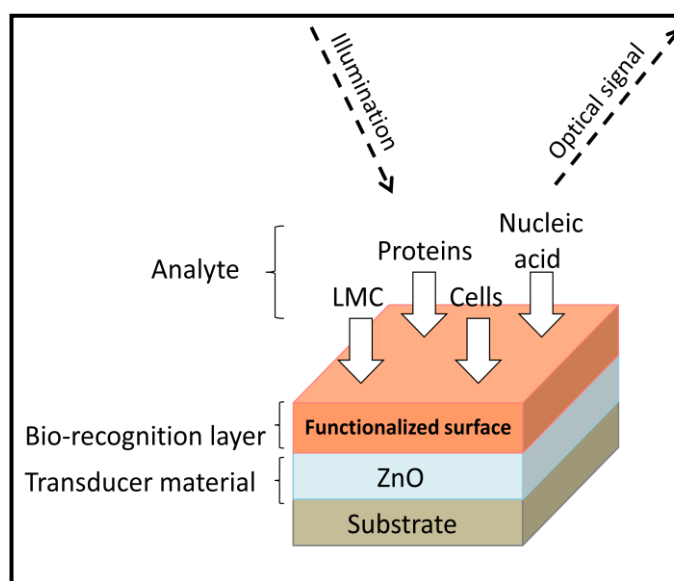 Illumination
Optical signal
Nucleic
acid
Proteins
Analyte
LMC
Cells
Bio-recognition layer
Functionalized surface
Transducer material
ZnO
Substrate